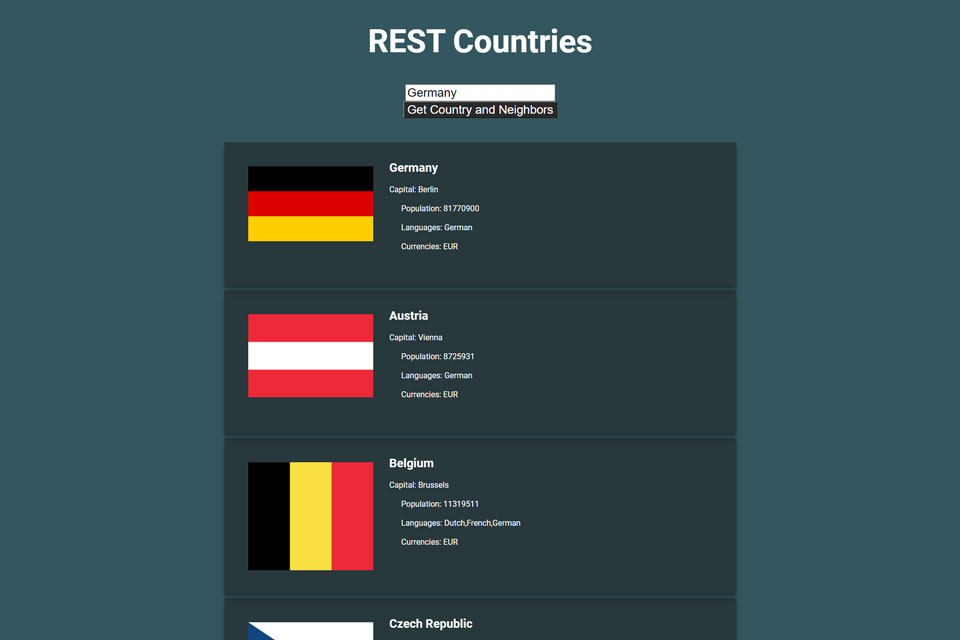 REST Countries
Germany
Get Country and Neighbors
Germany
Capital: Berlin
Population: 81770900
Languages: German
Currencies: EUR
Austria
Capital: Vienna
Population: 8725931
Languages: German
Currencies: EUR
Belgium
Capital: Brussels
Population: 11319511
Languages: Dutch,French,German
Currencies: EUR
Czech Republic